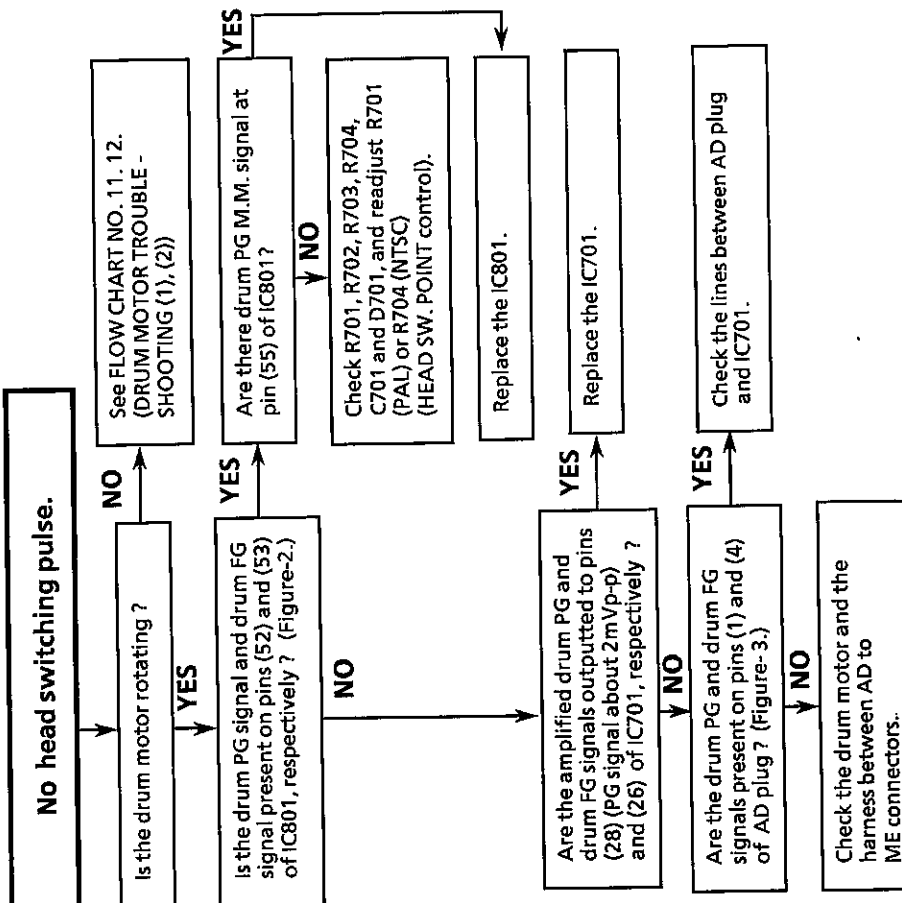 No head switching pulse.
Is the drum motor rotating ?
NO
See FLOW CHART NO. 11. 12.
(DRUM MOTOR TROUBLE -
SHOOTING (1), (2))
YES
Is the drum PG signal and drum FG
signal present on pins (52) and (53)
of IC801, respectively ? (Figure-2.)
YES
Are there drum PG M.M. signal at
pin (55) of IC801?
YES
NO
Check R701, R702, R703, R704,
C701 and D701, and readjust R701
(PAL) or R704 (NTSC)
(HEAD SW. POINT control).
Replace the IC801.
NO
Are the amplified drum PG and
drum FG signals outputted to pins
(28) (PG signal about 2mVp-p)
and (26) of IC701, respectively ?
YES
Replace the IC701.
NO
Are the drum PG and drum FG
signals present on pins (1) and (4)
of AD plug ? (Figure- 3.)
YES
Check the lines between AD plug
and IC701.
NO
Check the drum motor and the
harness between AD to
ME connectors..